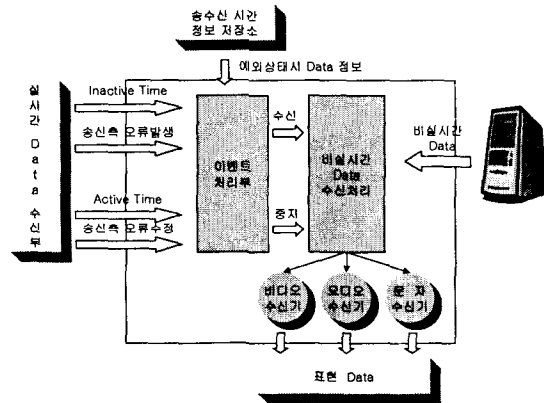 송수신 시간
정보 저장소
예외상태시 Data 정보
실시간 Data 수신부
Inactive Time
송신측 오류발생
Active Time
송신측 오류수정
이벤트
처리부
수신
중지
비실시간
Data
수신처리
비실시간
Data
비디오
수신기
오디오
수신기
문 자
수신기
표현 Data